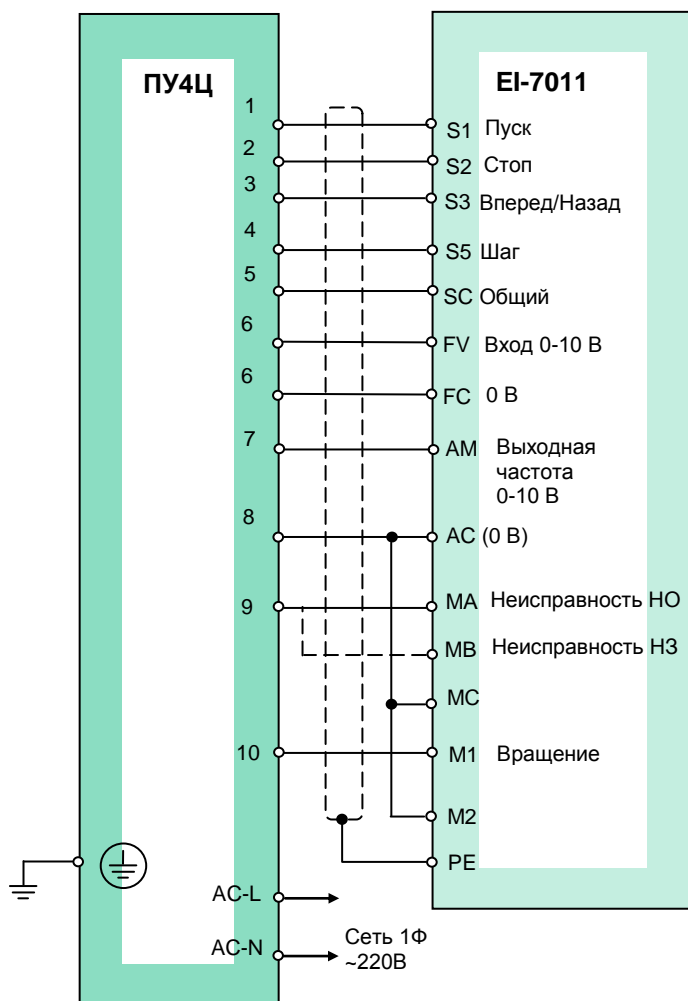 ПУ4Ц
EI-7011
1
S1 Пуск
2
S2 Стоп
3
S3 Вперед/Назад
4
S5 Шаг
5
SC Общий
6
FV Вход 0-10 В
6
FC 0 В
7
AM Выходная
частота
0-10 В
8
AC (0 В)
9
MA Неисправность НО
MB Неисправность НЗ
MC
10
M1 Вращение
M2
PE
AC-L
AC-N
Сеть 1Ф
~220В